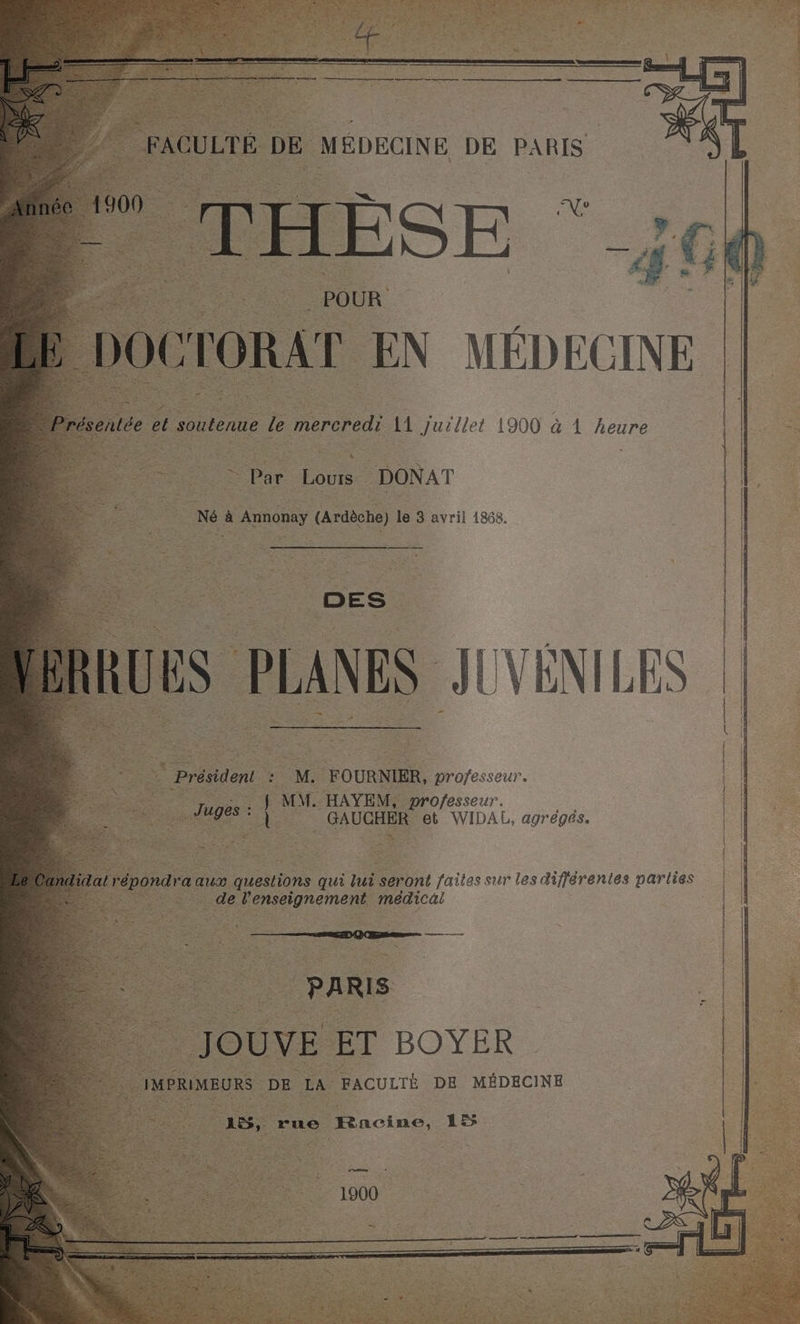 4
FACULTÉ DE MÉDECINE DE PARIS
Année 1900
THÈSE
N°
POUR
LE DOCTORAT EN MÉDECINE
Présentée et soutenue le mercredi 11 juillet 1900 à 1 heure
Par Louis DONAT
Né à Annonay (Ardèche) le 3 avril 1868.
DES
VERRUES PLANES JUVÉNILES
Président : M. FOURNIER, professeur.
Juges : { MM. HAYEM, professeur.
GAUCHER et WIDAL, agrégés.
Le Candidat répondra aux questions qui lui seront faites sur les différentes parties
de l'enseignement médical
PARIS
JOUVE ET BOYER
IMPRIMEURS DE LA FACULTÉ DE MÉDECINE
15, rue Racine, 15
1900